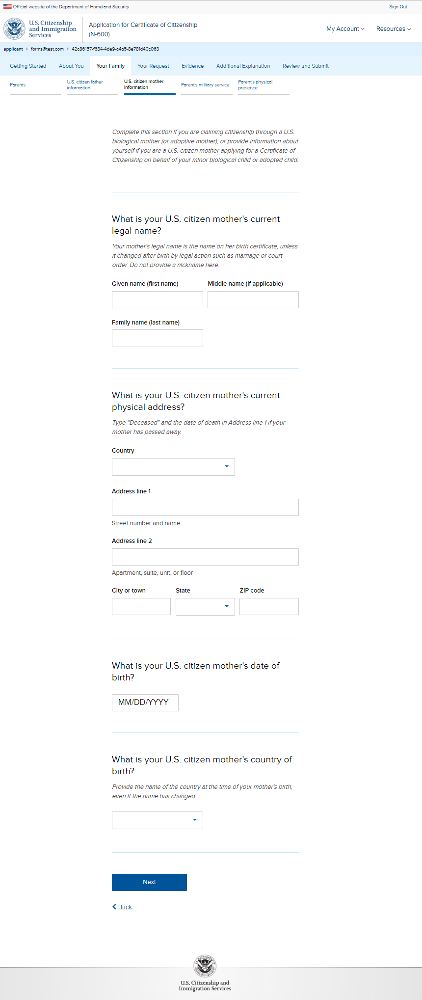 Official website of the Department of Homeland Security
Sign Out
U.S. Citizenship
and Immigration
Services
Application for Certificate of Citizenship
(N-600)
My Account
Resources
applicant > forms@test.com > 42c86157-f684-4de9-a4a5-8e781d40c063
Getting Started
About You
Your Family
Your Request
Evidence
Additional Explanation
Review and Submit
Parents
U.S. citizen father
information
U.S. citizen mother
information
Parent's military service
Parent's physical
presence
Complete this section if you are claiming citizenship through a U.S.
biological mother (or adoptive mother), or provide information about
yourself if you are a U.S. citizen mother applying for a Certificate of
Citizenship on behalf of your minor biological child or adopted child.
What is your U.S. citizen mother's current
legal name?
Your mother's legal name is the name on her birth certificate, unless
it changed after birth by legal action such as marriage or court
order. Do not provide a nickname here.
Given name (first name)
Middle name (if applicable)
Family name (last name)
What is your U.S. citizen mother's current
physical address?
Type "Deceased" and the date of death in Address line 1 if your
mother has passed away.
Country
Address line 1
Street number and name
Address line 2
Apartment, suite, unit, or floor
City or town
State
ZIP code
What is your U.S. citizen mother's date of
birth?
MM/DD/YYYY
What is your U.S. citizen mother's country of
birth?
Provide the name of the country at the time of your mother's birth,
even if the name has changed.
Next
Back
U.S. Citizenship and
Immigration Services